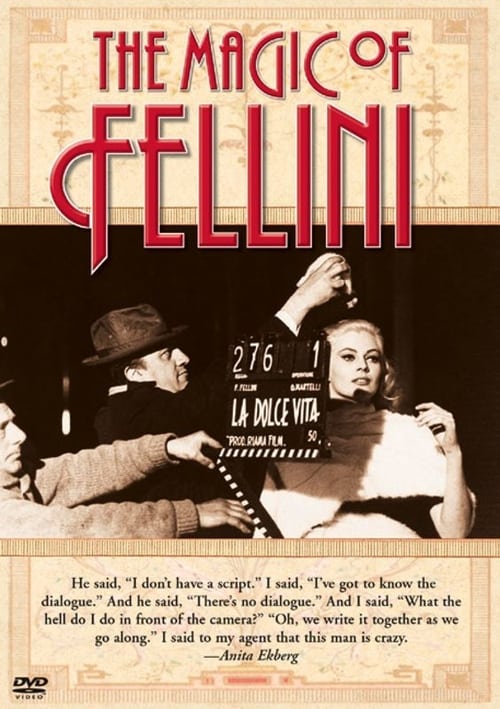 THE MAGIC OF
FELLINI
276 1
F. FELLINI O. MARTELLI
LA DOLCE VITA
PROD. RIAMA FILM. 50
He said, “I don’t have a script.” I said, “I’ve got to know the
dialogue.” And he said, “There’s no dialogue.” And I said, “What the
hell do I do in front of the camera?” “Oh, we write it together as we
go along.” I said to my agent that this man is crazy.
—Anita Ekberg
DVD
VIDEO